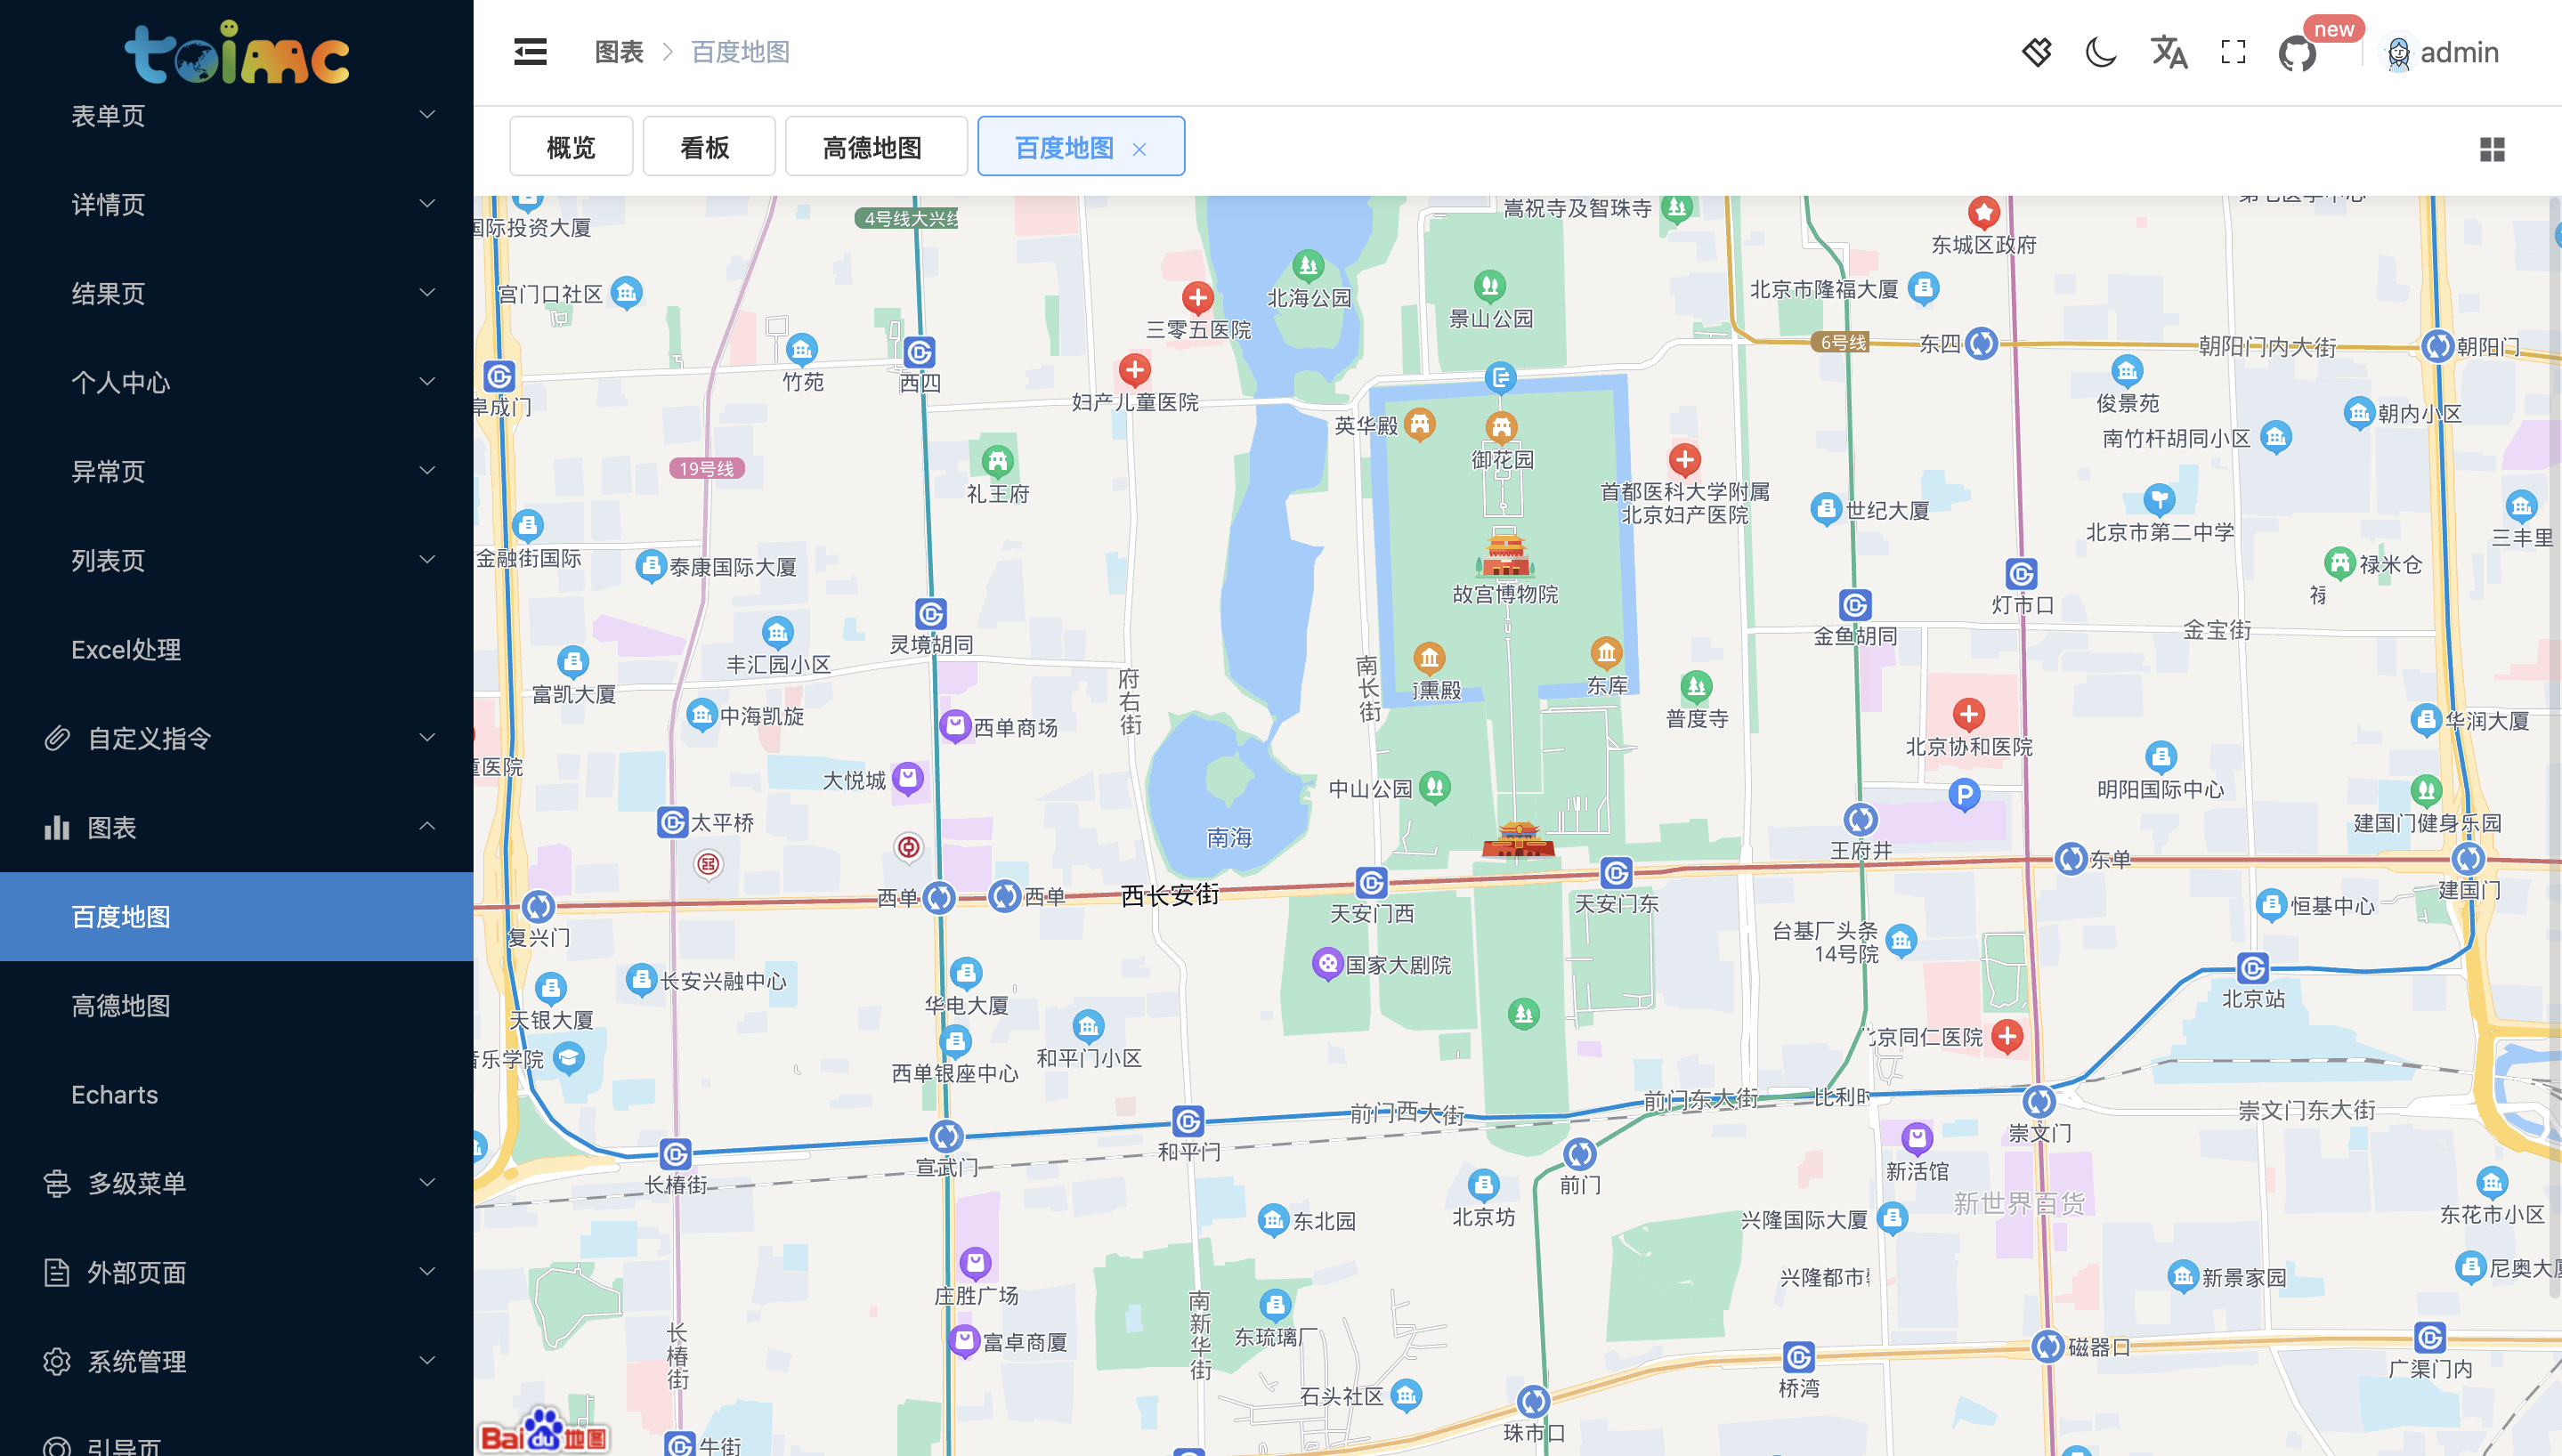 toimc
表单页
详情页
结果页
个人中心
异常页
列表页
Excel处理
自定义指令
图表
百度地图
高德地图
Echarts
多级菜单
外部页面
系统管理
引导页
图表
百度地图
new
admin
概览
看板
高德地图
百度地图
国际投资大厦
4号线大兴线
嵩祝寺及智珠寺
东城区政府
宫门口社区
三零五医院
北海公园
景山公园
北京市隆福大厦
6号线
东四
朝阳门内大街
朝阳门
阜成门
竹苑
西四
妇产儿童医院
英华殿
御花园
俊景苑
朝内小区
南竹杆胡同小区
19号线
礼王府
首都医科大学附属
北京妇产医院
世纪大厦
北京市第二中学
三丰里
金融街国际
泰康国际大厦
故宫博物院
灯市口
禄米仓
丰汇园小区
灵境胡同
金鱼胡同
金宝街
富凯大厦
府右街
南长街
熏殿
东库
普度寺
中海凯旋
西单商场
北京协和医院
华润大厦
医院
大悦城
中山公园
明阳国际中心
太平桥
南海
王府井
建国门健身乐园
东单
西单
西单
西长安街
天安门西
天安门东
建国门
恒基中心
复兴门
台基厂头条
14号院
国家大剧院
长安兴融中心
华电大厦
北京站
天银大厦
京同仁医院
乐学院
西单银座中心
和平门小区
前门西大街
前门东大街
比利时
崇文门东大街
崇文门
宣武门
和平门
长椿街
前门
新活馆
新世界百货
北京坊
东北园
兴隆国际大厦
东花市小区
兴隆都市
新景家园
尼奥大厦
庄胜广场
南新华街
东琉璃厂
富卓商厦
长椿街
磁器口
广渠门内
桥湾
石头社区
珠市口
牛街
Baidu地图